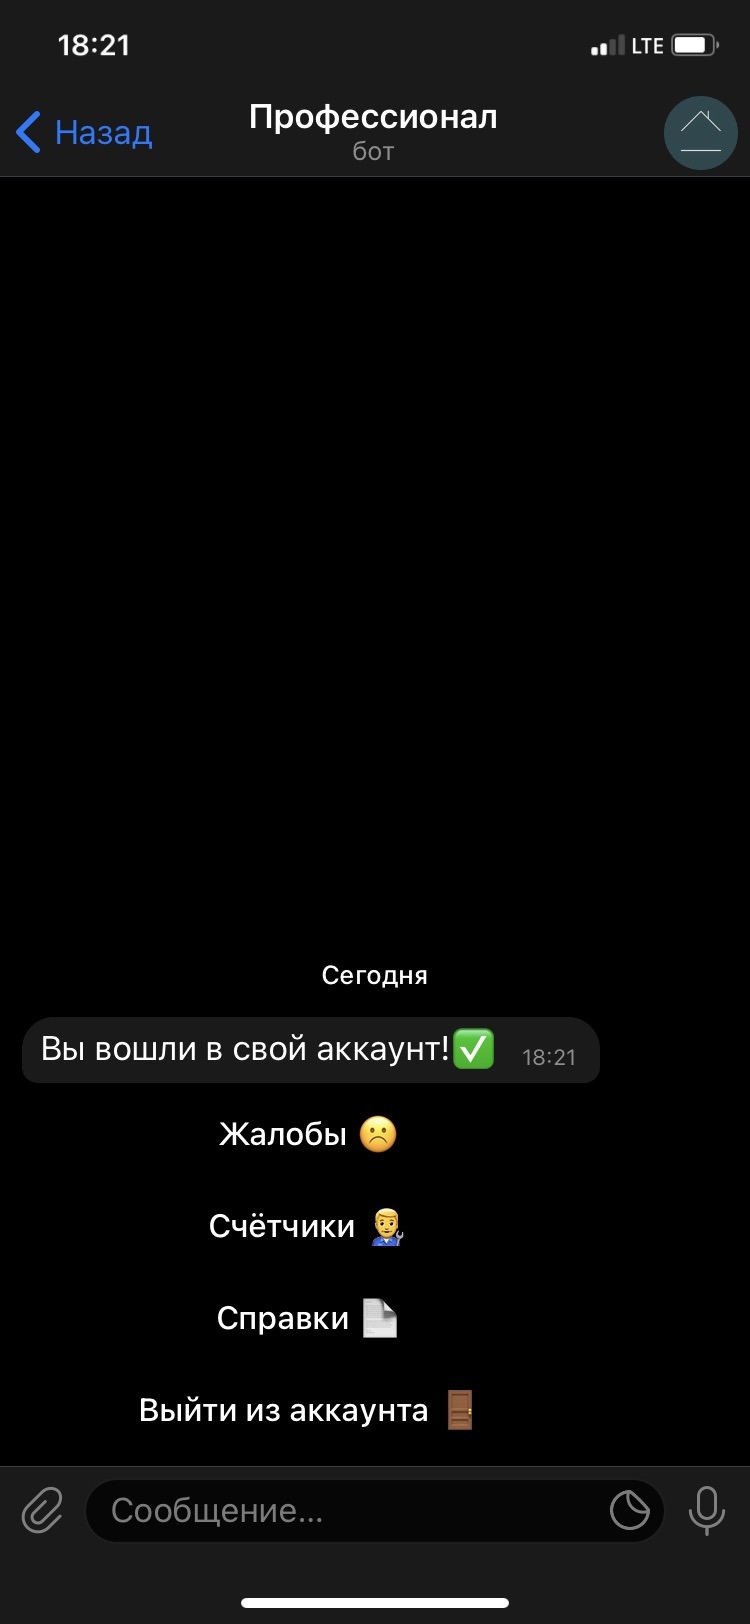 18:21
LTE
Назад
Профессионал
бот
Сегодня
Вы вошли в свой аккаунт!✅ 18:21
Жалобы ☹️
Счётчики 👨‍🔧
Справки 📄
Выйти из аккаунта 🚪
Сообщение...